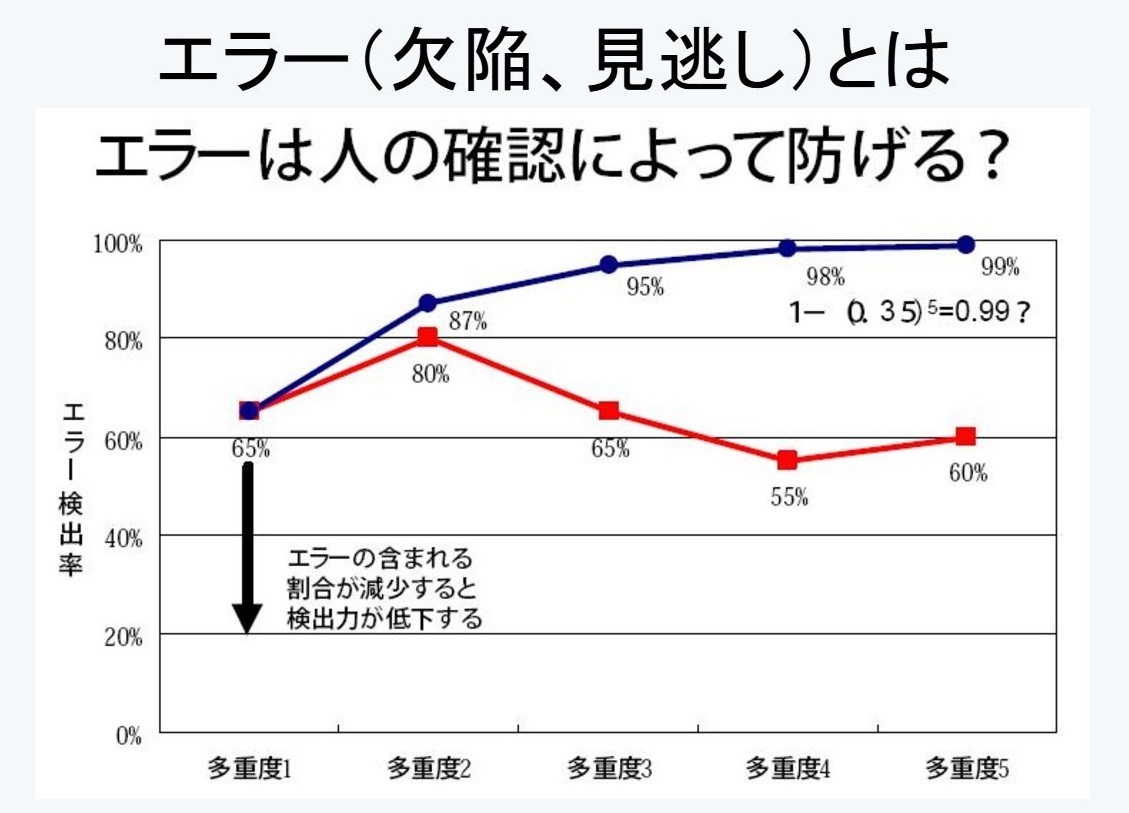 エラー(欠陥、見逃し)とは
エラーは人の確認によって防げる？
100%
80%
60%
40%
20%
0%
エラー検出率
87%
95%
98%
99%
1－(0.35)⁵=0.99？
65%
80%
65%
55%
60%
エラーの含まれる
割合が減少すると
検出力が低下する
多重度1
多重度2
多重度3
多重度4
多重度5